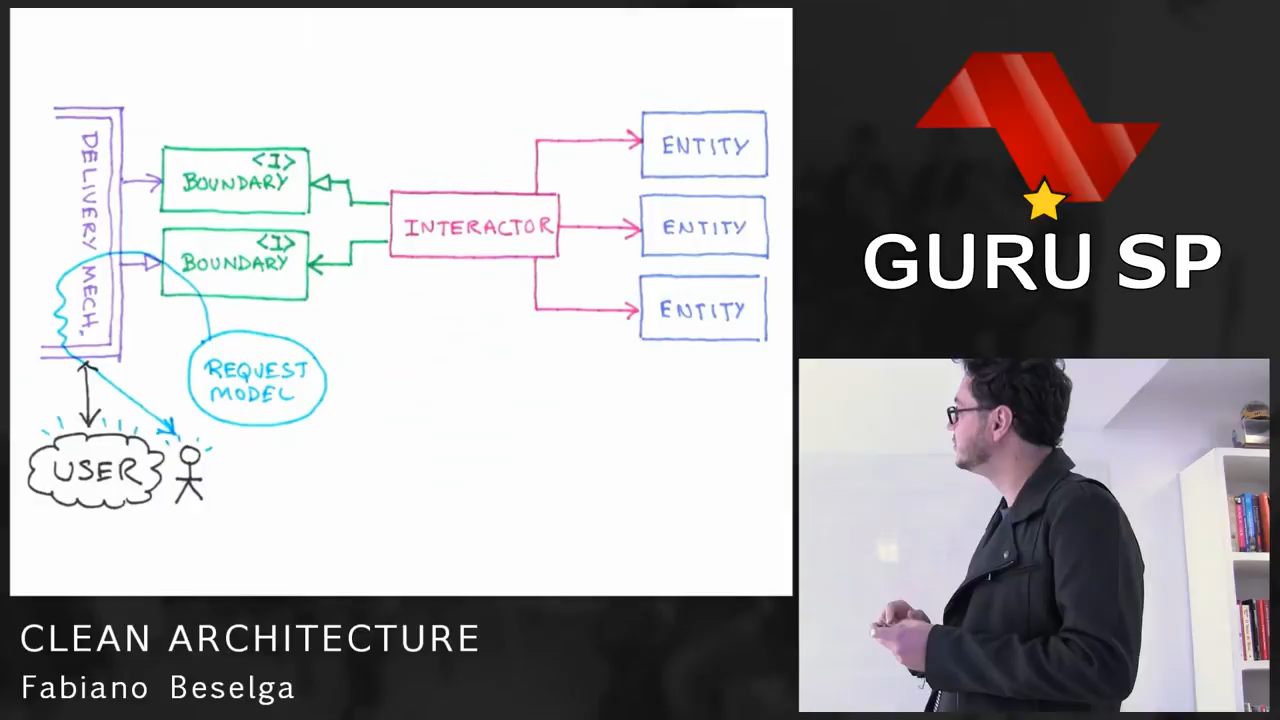 DELIVERY MECH.
<I>
BOUNDARY
<I>
BOUNDARY
INTERACTOR
ENTITY
ENTITY
ENTITY
REQUEST
MODEL
USER
GURU SP
CLEAN ARCHITECTURE
Fabiano Beselga